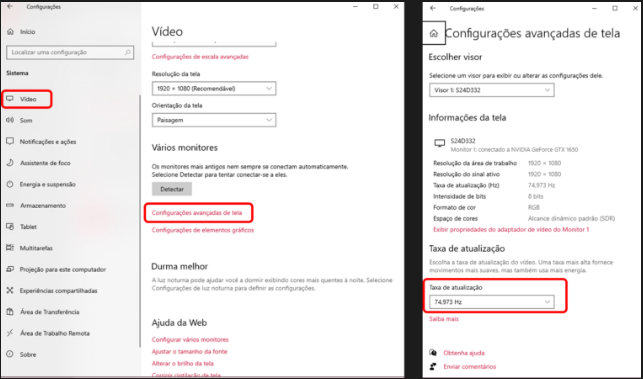 Configurações
Início
Localizar uma configuração
Sistema
Vídeo
Som
Notificações e ações
Assistente de foco
Energia e suspensão
Armazenamento
Tablet
Multitarefas
Projeção para este computador
Experiências compartilhadas
Área de Transferência
Área de Trabalho Remota
Sobre
Vídeo
Configurações de escala avançadas
Resolução da tela
1920 × 1080 (Recomendável)
Orientação da tela
Paisagem
Vários monitores
Os monitores mais antigos nem sempre se conectam automaticamente.
Selecione Detectar para tentar conectar-se a eles.
Detectar
Configurações avançadas de tela
Configurações de elementos gráficos
Durma melhor
A luz noturna pode ajudar você a dormir exibindo cores mais quentes à noite. Selecione
Configurações de luz noturna para definir as configurações.
Ajuda da Web
Configurar vários monitores
Ajustar o tamanho da fonte
Alterar o brilho da tela
Corrigir cintilação de tela
Configurações
Configurações avançadas de tela
Escolher visor
Selecione um visor para exibir ou alterar as configurações dele.
Visor 1: S24D332
Informações da tela
S24D332
Monitor 1: conectado a NVIDIA GeForce GTX 1650
Resolução da área de trabalho 1920 × 1080
Resolução do sinal ativo 1920 × 1080
Taxa de atualização (Hz) 74,973 Hz
Intensidade de bits 8 bits
Formato de cor RGB
Espaço de cores Alcance dinâmico padrão (SDR)
Exibir propriedades do adaptador de vídeo do Monitor 1
Taxa de atualização
Escolha a taxa de atualização do vídeo. Uma taxa mais alta fornece
movimentos mais suaves, mas também usa mais energia.
Taxa de atualização
74,973 Hz
Saiba mais
Obtenha ajuda
Enviar comentários